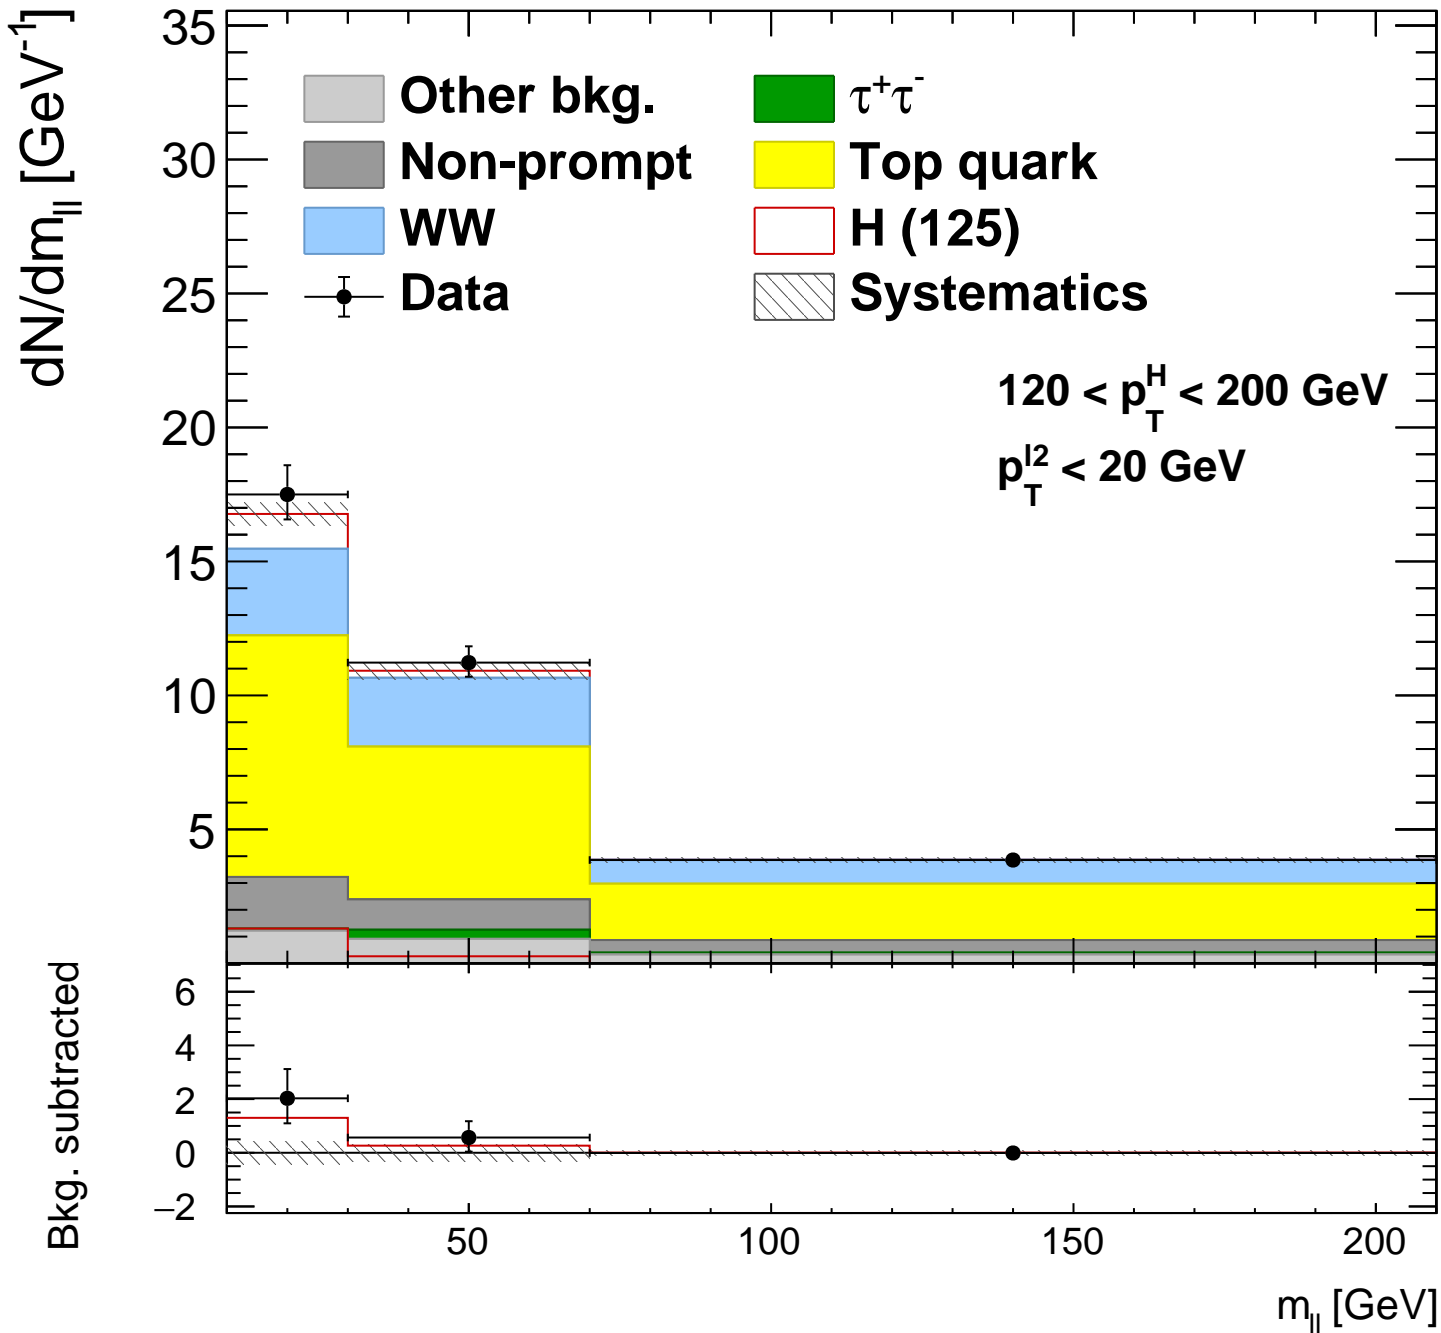 dN/dm_ll [GeV^-1]
35
30
25
20
15
10
5
Other bkg.
τ^+τ^-
Non-prompt
Top quark
WW
H (125)
Data
Systematics
120 < p_T^H < 200 GeV
p_T^l2 < 20 GeV
Bkg. subtracted
6
4
2
0
−2
50
100
150
200
m_ll [GeV]